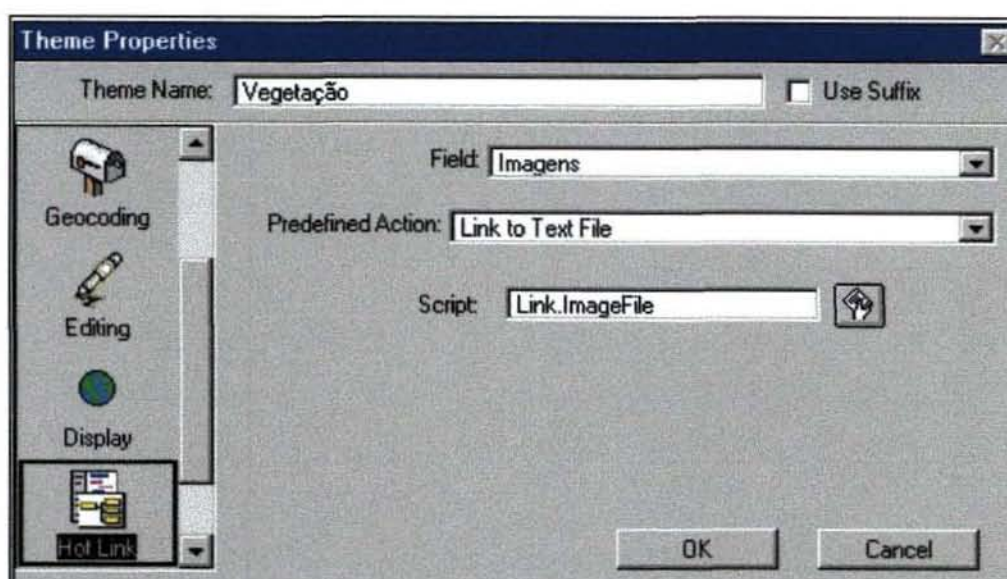 Theme Properties
Theme Name: Vegetação Use Suffix
Geocoding
Editing
Display
Hot Link
Field: Imagens
Predefined Action: Link to Text File
Script: Link.ImageFile
OK Cancel